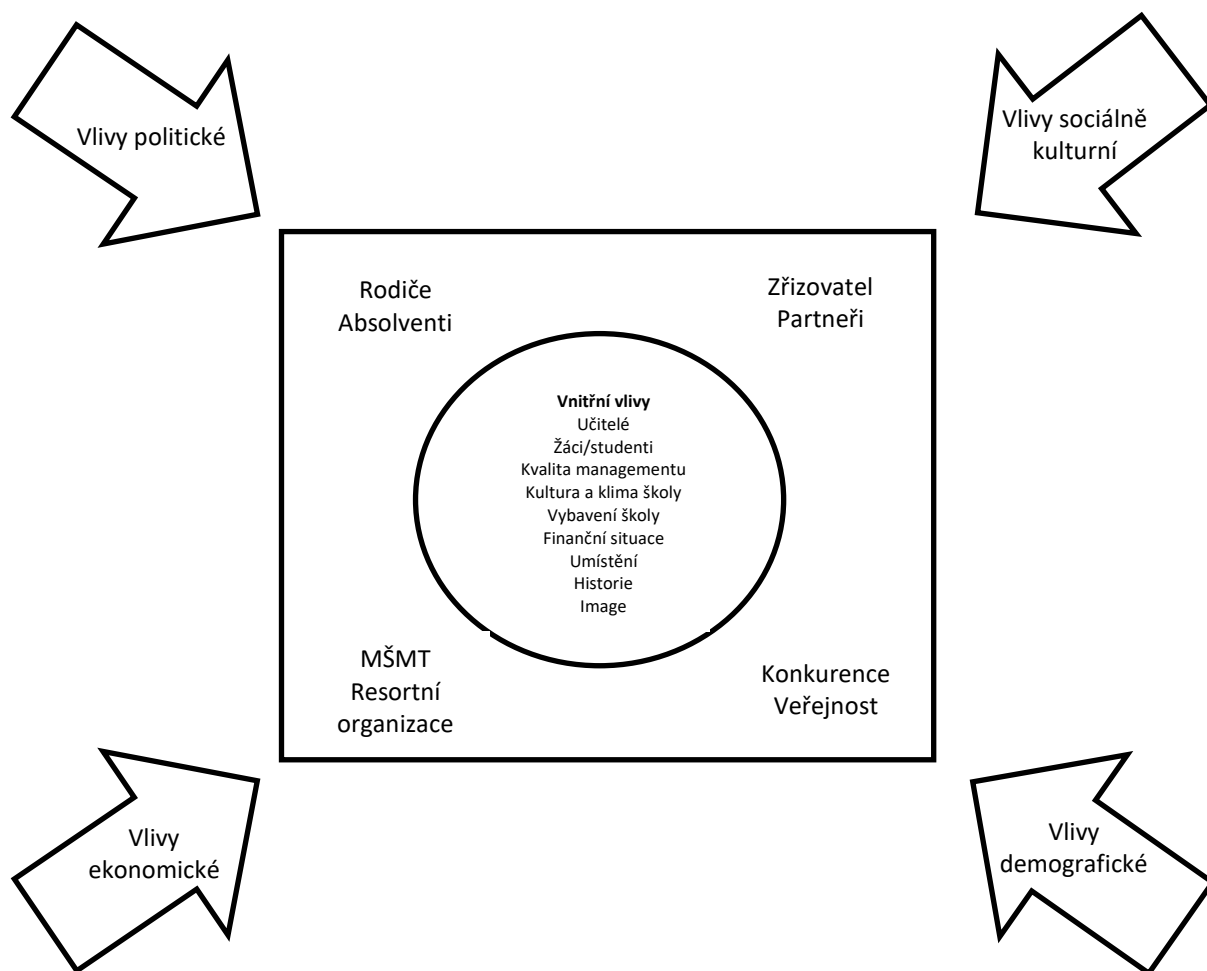 Vlivy politické
Vlivy sociálně
kulturní
Rodiče
Absolventi
Zřizovatel
Partneři
Vnitřní vlivy
Učitelé
Žáci/studenti
Kvalita managementu
Kultura a klima školy
Vybavení školy
Finanční situace
Umístění
Historie
Image
MŠMT
Resortní
organizace
Konkurence
Veřejnost
Vlivy
ekonomické
Vlivy
demografické